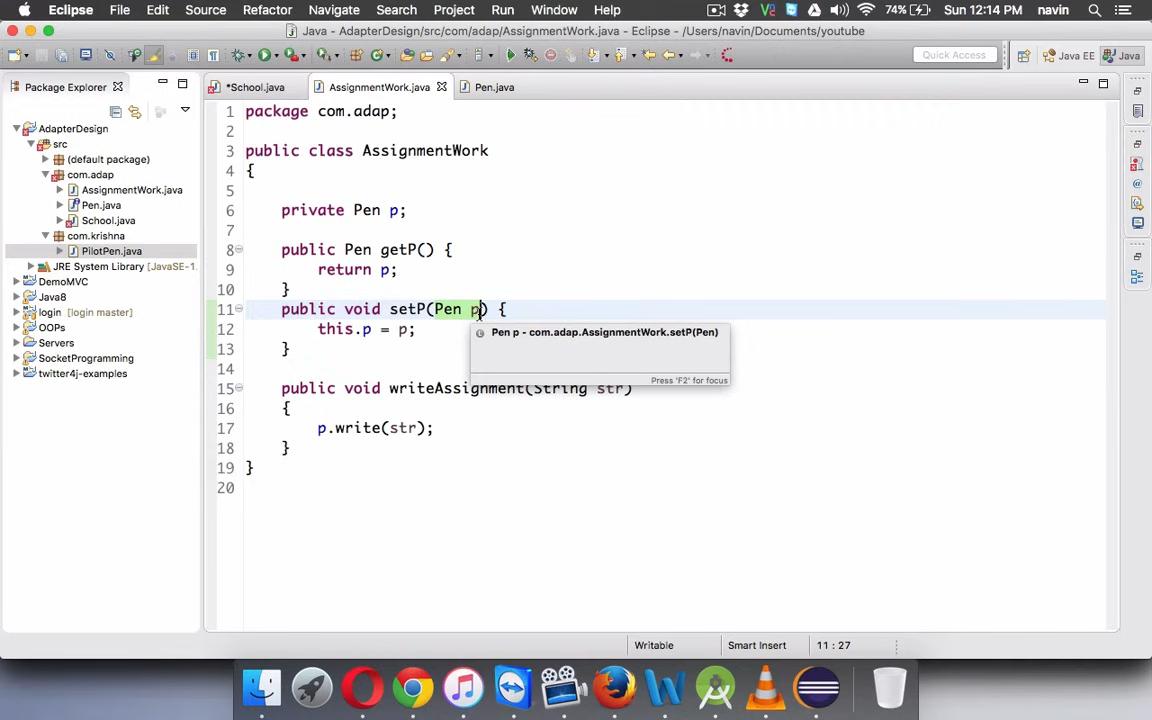 Eclipse File Edit Source Refactor Navigate Search Project Run Window Help 74% Sun 12:14 PM navin
Java - AdapterDesign/src/com/adap/AssignmentWork.java - Eclipse - /Users/navin/Documents/youtube
Quick Access Java EE Java
Package Explorer
*School.java AssignmentWork.java Pen.java
AdapterDesign
src
(default package)
com.adap
AssignmentWork.java
Pen.java
School.java
com.krishna
PilotPen.java
JRE System Library [JavaSE-1.
DemoMVC
Java8
login [login master]
OOPs
Servers
SocketProgramming
twitter4j-examples
1 package com.adap;
2
3 public class AssignmentWork
4 {
5
6 private Pen p;
7
8 public Pen getP() {
9 return p;
10 }
11 public void setP(Pen p) {
12 this.p = p;
13 }
14
15 public void writeAssignment(String str)
16 {
17 p.write(str);
18 }
19 }
20
Pen p - com.adap.AssignmentWork.setP(Pen)
Press 'F2' for focus
Writable Smart Insert 11 : 27